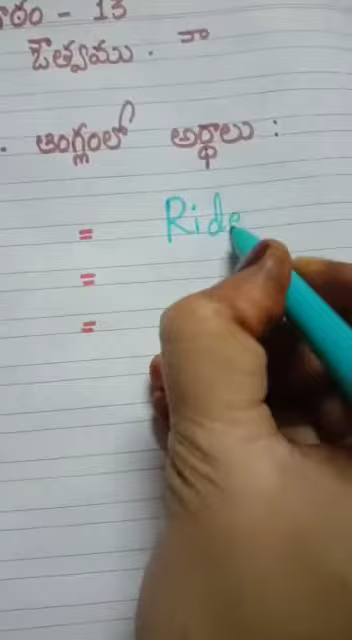 ఠం - 13
ఔత్వము. ౌ
. ఆంగ్లంలో అర్థాలు :
= Ride
=
=